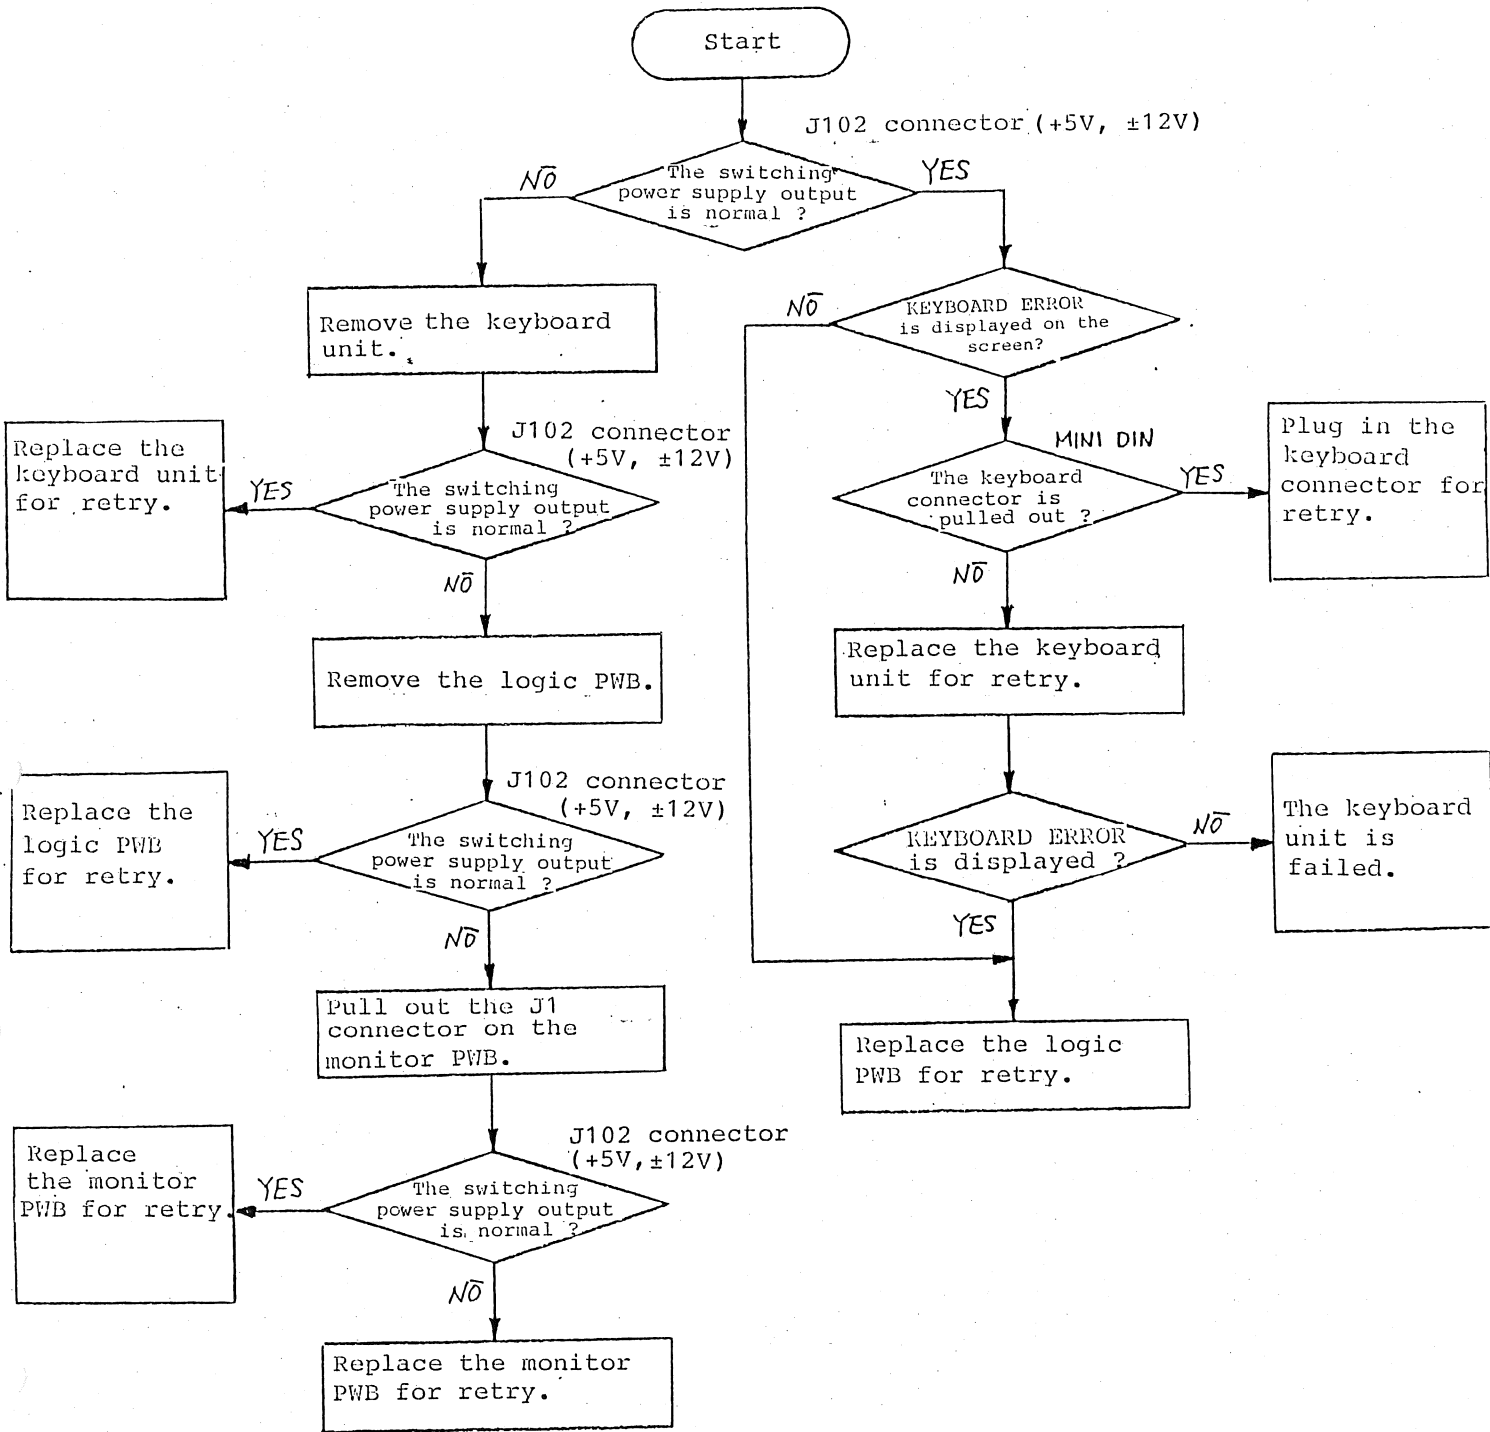 Start
J102 connector (+5V, ±12V)
The switching
power supply output
is normal ?
NO
YES
Remove the keyboard
unit.
J102 connector
(+5V, ±12V)
The switching
power supply output
is normal ?
YES
Replace the
keyboard unit
for retry.
NO
Remove the logic PWB.
J102 connector
(+5V, ±12V)
The switching
power supply output
is normal ?
YES
Replace the
logic PWB
for retry.
NO
Pull out the J1
connector on the
monitor PWB.
J102 connector
(+5V,±12V)
The switching
power supply output
is normal ?
YES
Replace
the monitor
PWB for retry.
NO
Replace the monitor
PWB for retry.
KEYBOARD ERROR
is displayed on the
screen?
NO
YES
MINI DIN
The keyboard
connector is
pulled out ?
YES
Plug in the
keyboard
connector for
retry.
NO
Replace the keyboard
unit for retry.
KEYBOARD ERROR
is displayed ?
NO
The keyboard
unit is
failed.
YES
Replace the logic
PWB for retry.